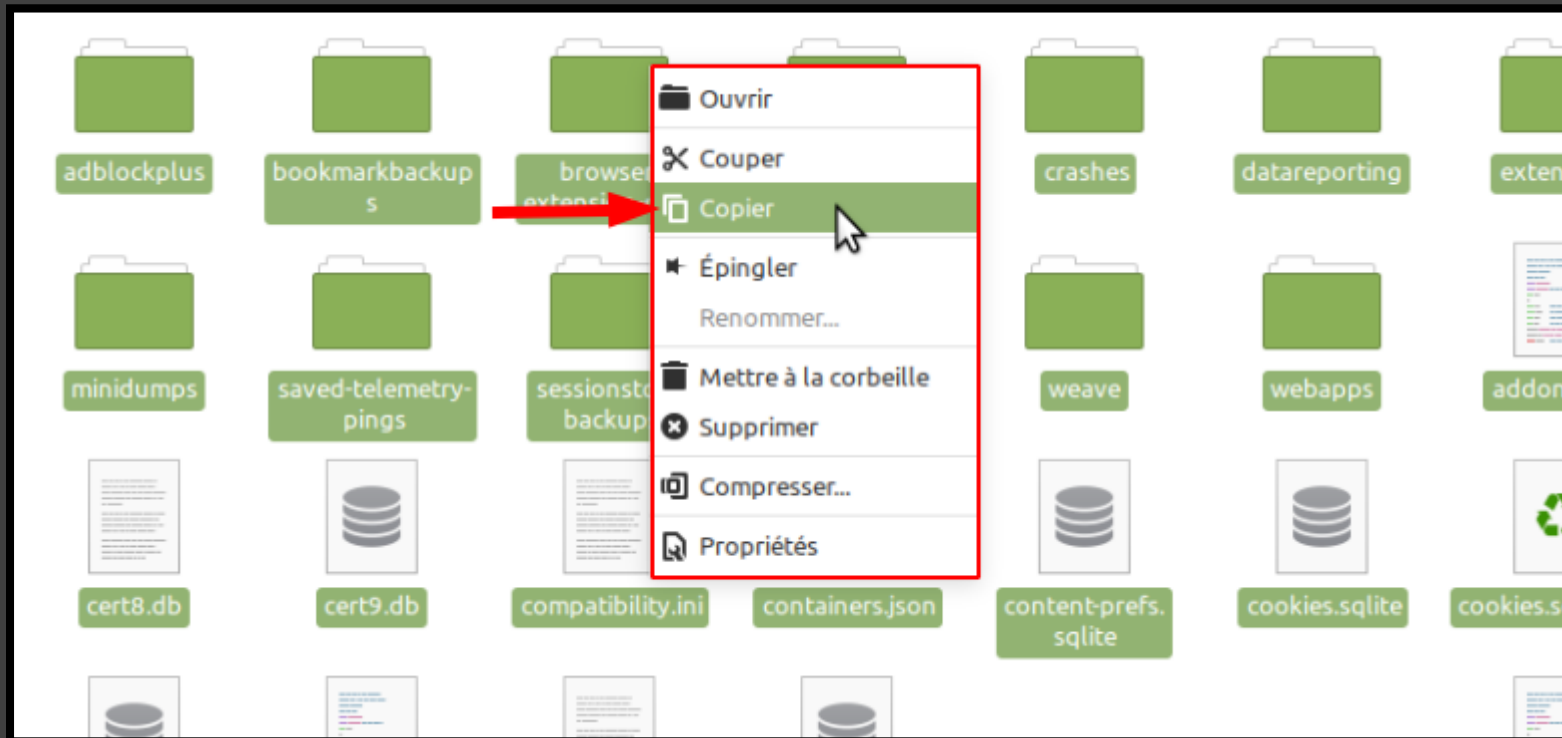 adblockplus
bookmarkbackup
s
crashes
datareporting
Ouvrir
Couper
Copier
Épingler
Renommer...
Mettre à la corbeille
Supprimer
Compresser...
Propriétés
minidumps
saved-telemetry-
pings
weave
webapps
cert8.db
cert9.db
compatibility.ini
containers.json
content-prefs.
sqlite
cookies.sqlite